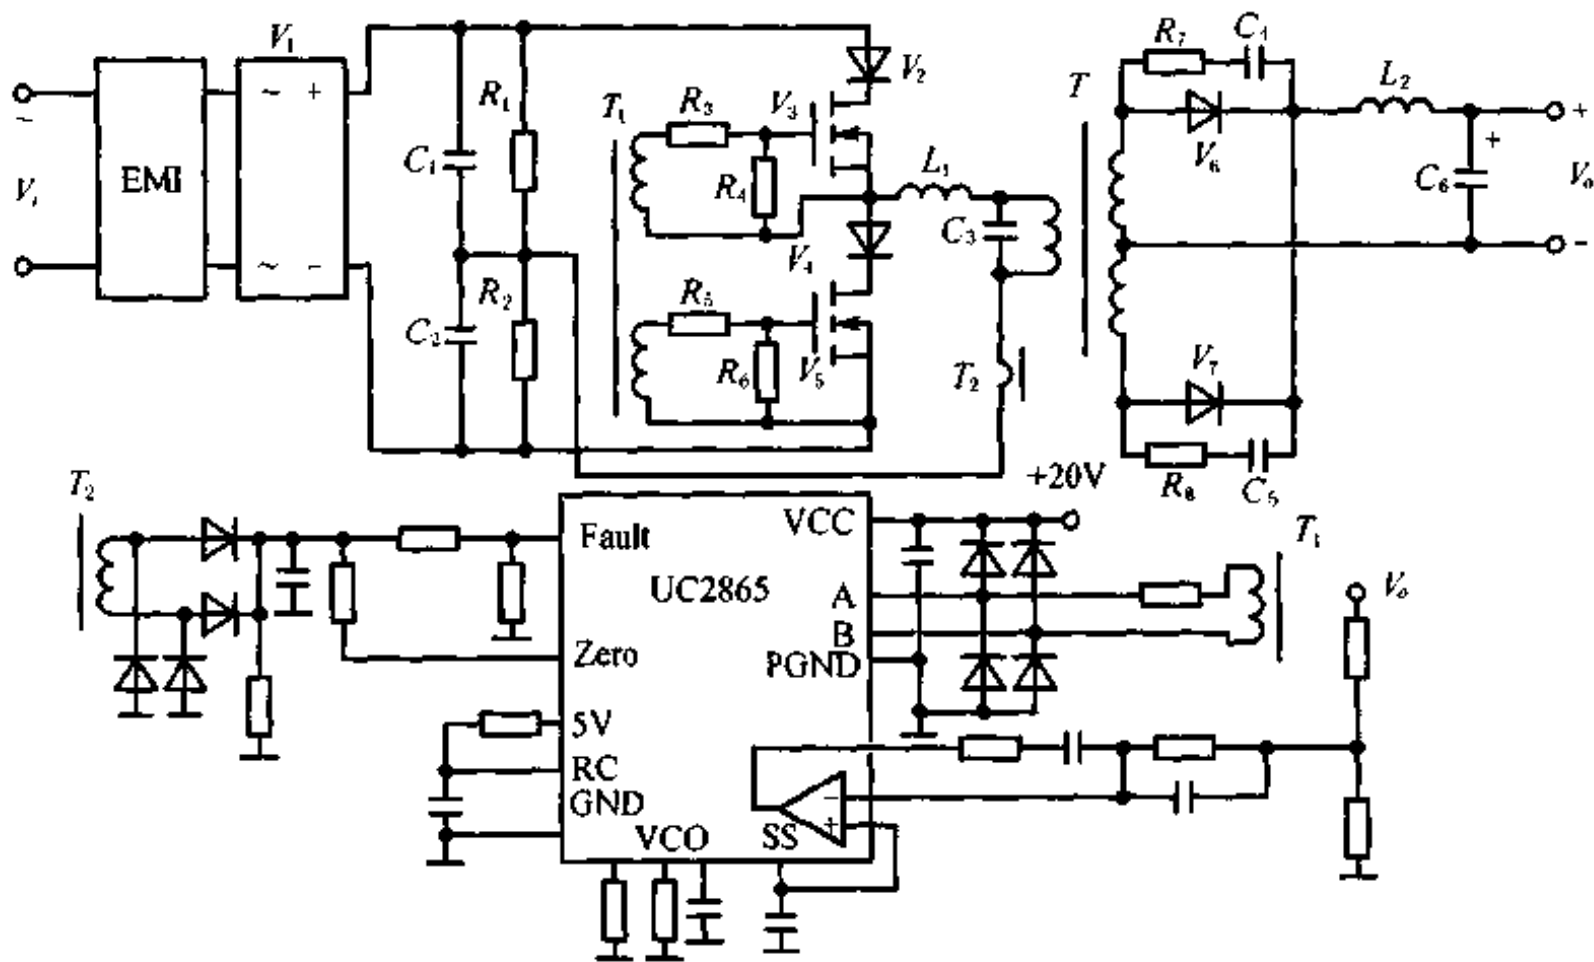 V₁
EMI
~ +
~ -
~
Vᵢ
C₁
R₁
C₂
R₂
T₁
R₃
R₄
V₃
V₂
L₁
C₃
V₄
R₅
R₆
V₅
T₂
T
R₇
C₄
V₆
L₂
C₆
+
+
Vₒ
-
V₇
R₈
C₅
+20V
T₂
Fault
VCC
UC2865
A
T₁
B
Vₒ
Zero
PGND
5V
RC
GND
VCO
SS
-
+